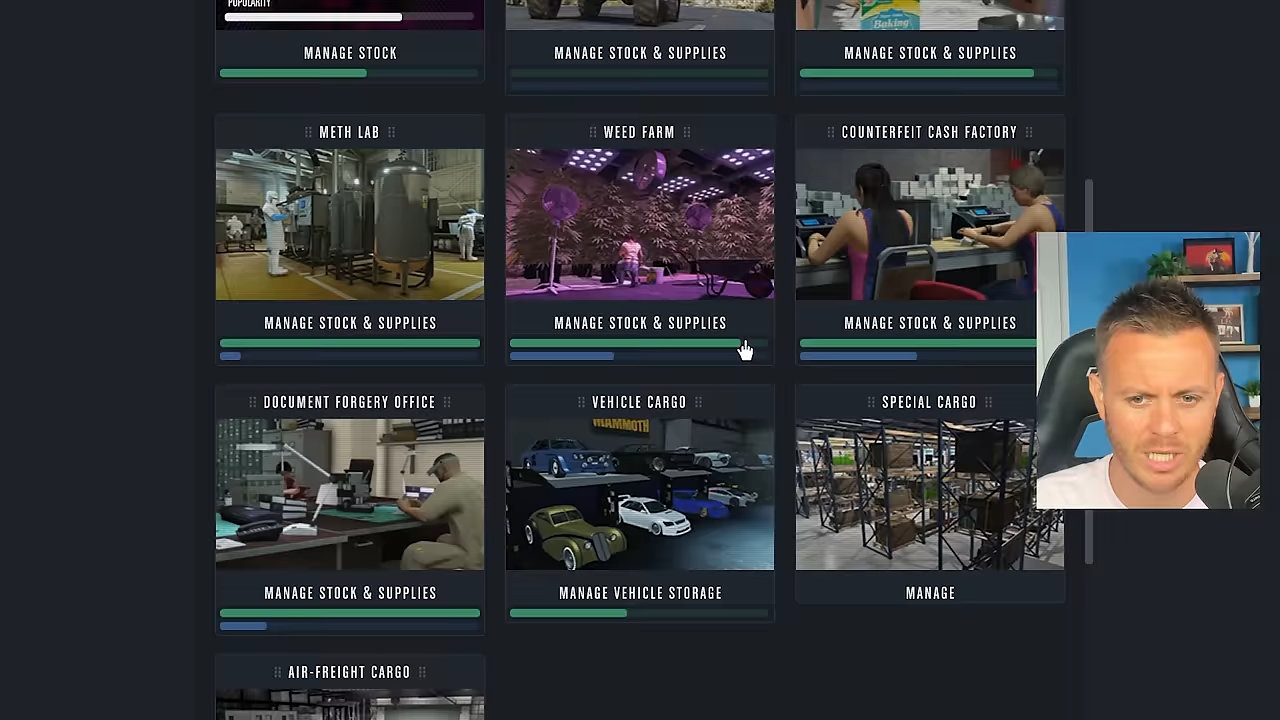 POPULARITY
MANAGE STOCK
MANAGE STOCK & SUPPLIES
Baking
MANAGE STOCK & SUPPLIES
METH LAB
WEED FARM
COUNTERFEIT CASH FACTORY
MANAGE STOCK & SUPPLIES
MANAGE STOCK & SUPPLIES
MANAGE STOCK & SUPPLIES
DOCUMENT FORGERY OFFICE
VEHICLE CARGO
SPECIAL CARGO
MAMMOTH
MANAGE STOCK & SUPPLIES
MANAGE VEHICLE STORAGE
MANAGE
AIR-FREIGHT CARGO